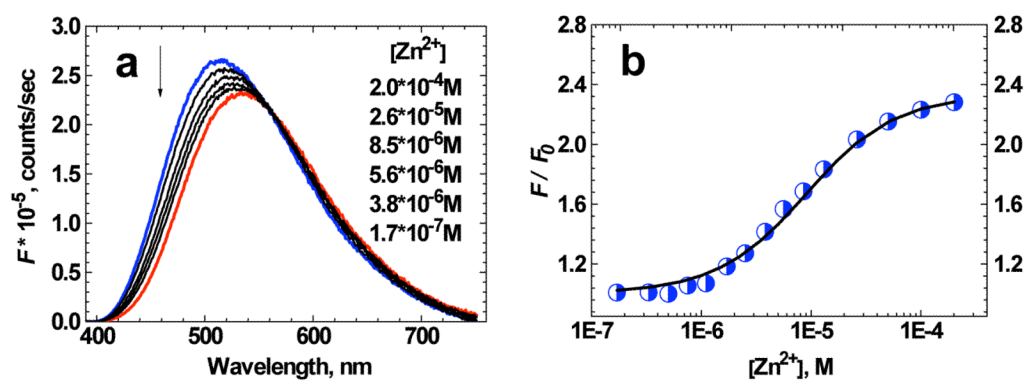 a
[Zn2+]
2.0*10-4M
2.6*10-5M
8.5*10-6M
5.6*10-6M
3.8*10-6M
1.7*10-7M
3.0
2.5
2.0
1.5
1.0
0.5
0.0
400 500 600 700
Wavelength, nm
F* 10-5, counts/sec
b
2.8
2.4
2.0
1.6
1.2
2.8
2.4
2.0
1.6
1.2
1E-7 1E-6 1E-5 1E-4
[Zn2+], M
F / F0